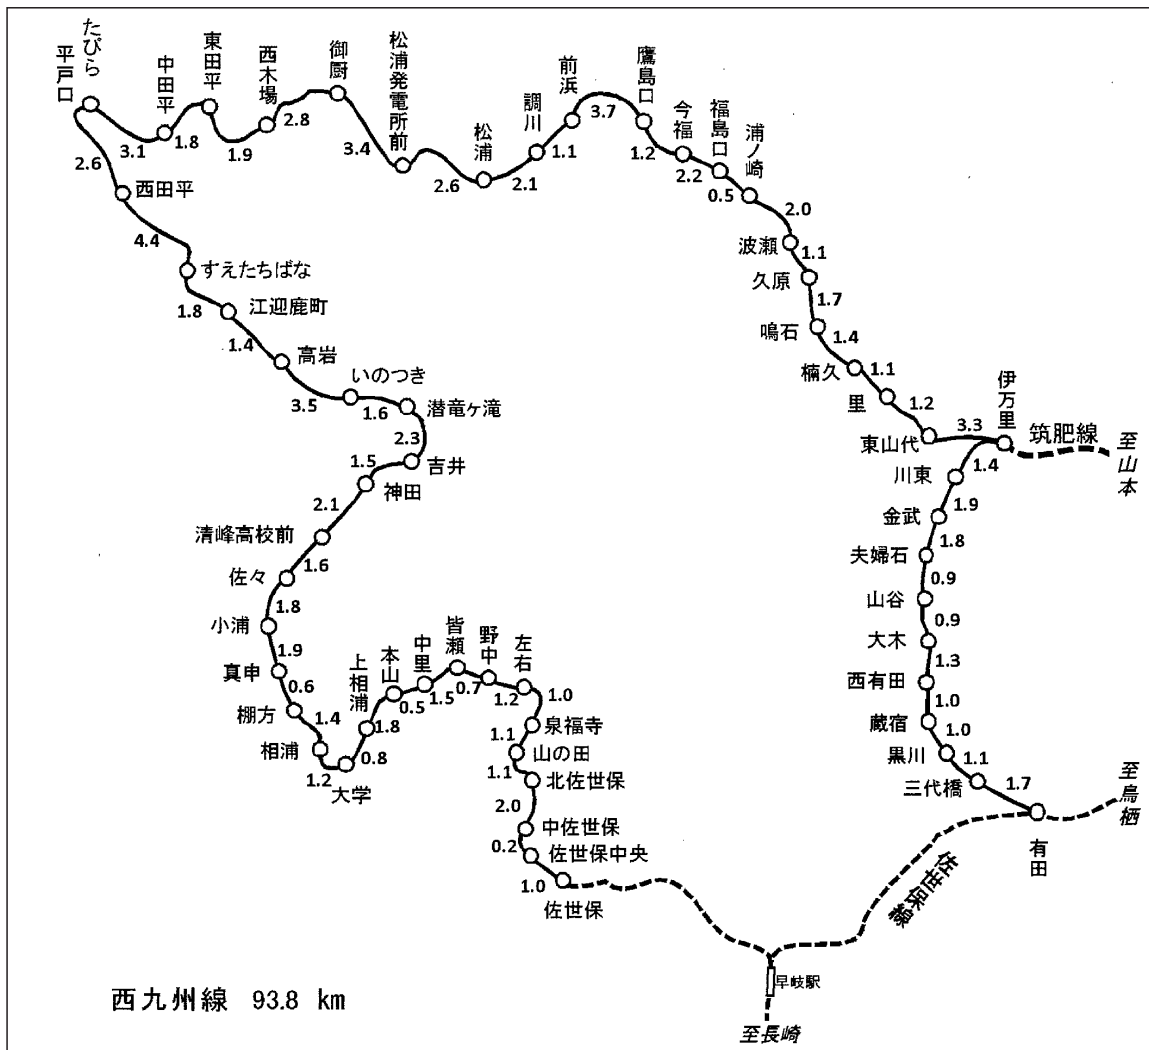 たびら
平戸口
3.1
中田平
1.8
東田平
1.9
西木場
2.8
御厨
3.4
松浦発電所前
2.6
松浦
2.1
調川
1.1
前浜
3.7
鷹島口
1.2
今福
2.2
福島口
0.5
浦ノ崎
2.0
波瀬
1.1
久原
1.7
鳴石
1.4
楠久
1.1
里
1.2
東山代
3.3
伊万里
筑肥線
至山本
1.4
川東
1.9
金武
1.8
夫婦石
0.9
山谷
0.9
大木
1.3
西有田
1.0
蔵宿
1.0
黒川
1.1
三代橋
1.7
有田
至鳥栖
佐世保線
早岐駅
至長崎
2.6
西田平
4.4
すえたちばな
1.8
江迎鹿町
1.4
高岩
3.5
いのつき
1.6
潜竜ヶ滝
2.3
吉井
1.5
神田
2.1
清峰高校前
1.6
佐々
1.8
小浦
1.9
真申
0.6
棚方
1.4
相浦
1.2
大学
0.8
上相浦
1.8
本山
0.5
中里
1.5
皆瀬
0.7
野中
1.2
左右
1.0
泉福寺
1.1
山の田
1.1
北佐世保
2.0
中佐世保
0.2
佐世保中央
1.0
佐世保
西九州線 93.8 km